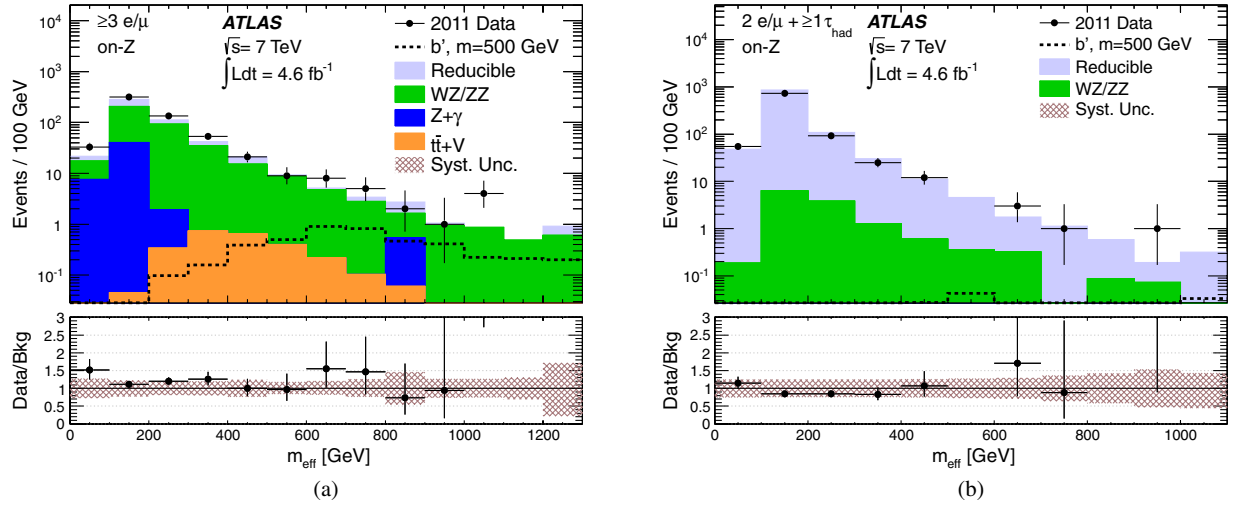 ≥3 e/μ
on-Z
ATLAS
√s= 7 TeV
∫Ldt = 4.6 fb⁻¹
2011 Data
b', m=500 GeV
Reducible
WZ/ZZ
Z+γ
tt̄+V
Syst. Unc.
Events / 100 GeV
10⁴
10³
10²
10
1
10⁻¹
Data/Bkg
3
2.5
2
1.5
1
0.5
0
0 200 400 600 800 1000 1200
m_eff [GeV]
(a)
2 e/μ + ≥1τ_had
on-Z
ATLAS
√s= 7 TeV
∫Ldt = 4.6 fb⁻¹
2011 Data
b', m=500 GeV
Reducible
WZ/ZZ
Syst. Unc.
Events / 100 GeV
10⁵
10⁴
10³
10²
10
1
10⁻¹
Data/Bkg
3
2.5
2
1.5
1
0.5
0
0 200 400 600 800 1000
m_eff [GeV]
(b)